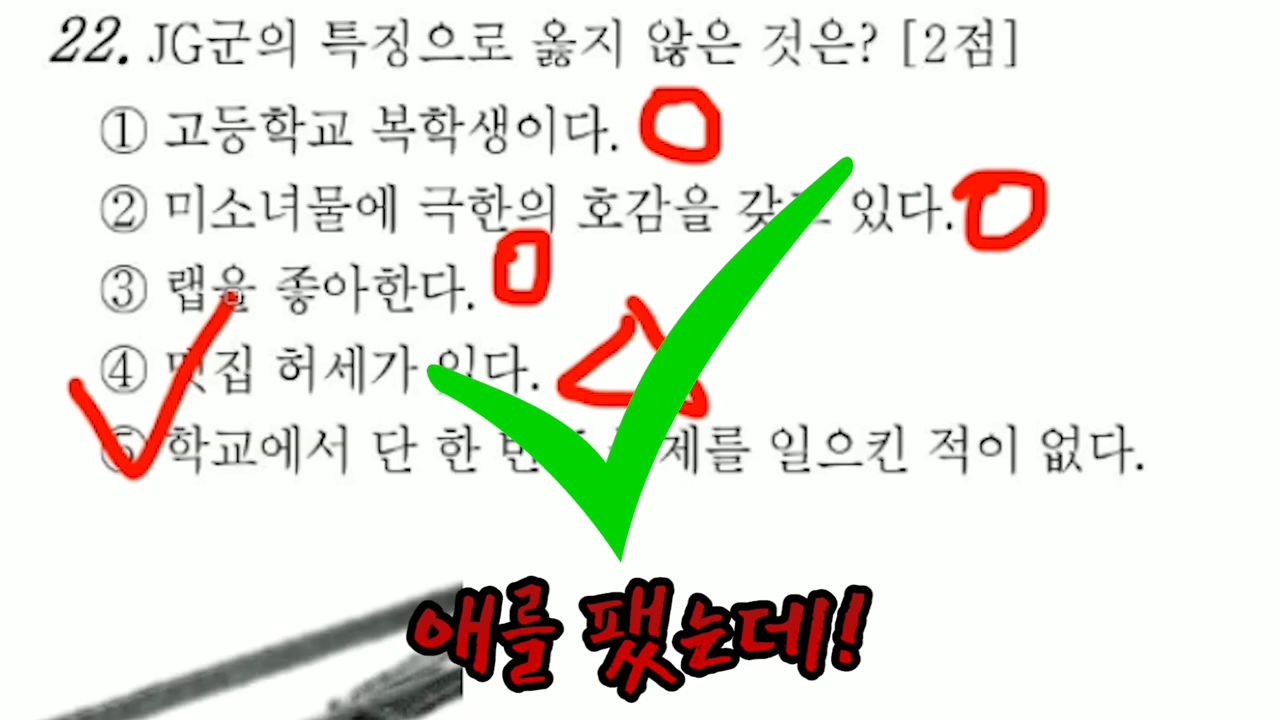 22. JG군의 특징으로 옳지 않은 것은? [2점]
① 고등학교 복학생이다.
② 미소녀물에 극한의 호감을 갖고 있다.
③ 랩을 좋아한다.
④ 멋집 허세가 있다.
⑤ 학교에서 단 한 번도 문제를 일으킨 적이 없다.
애를 팼는데!